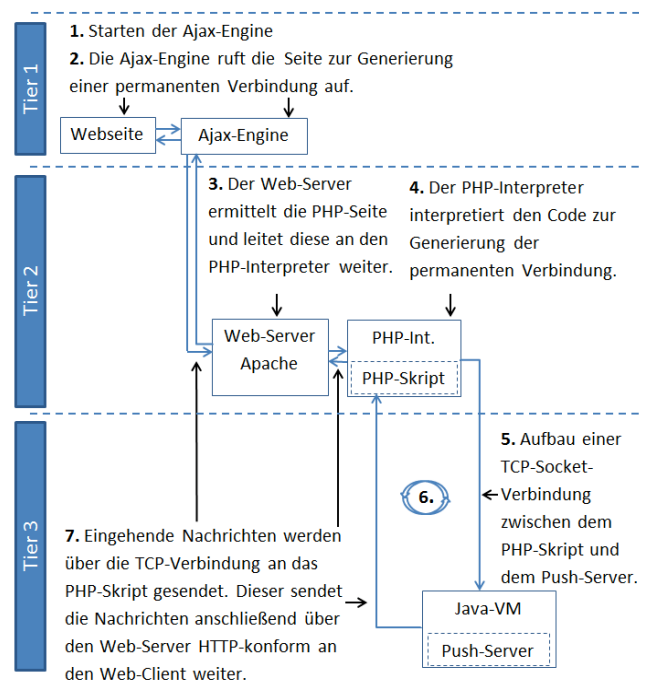 Tier 1
1. Starten der Ajax-Engine
2. Die Ajax-Engine ruft die Seite zur Generierung
einer permanenten Verbindung auf.
Webseite
Ajax-Engine
Tier 2
3. Der Web-Server
ermittelt die PHP-Seite
und leitet diese an den
PHP-Interpreter weiter.
4. Der PHP-Interpreter
interpretiert den Code zur
Generierung der
permanenten Verbindung.
Web-Server
Apache
PHP-Int.
PHP-Skript
Tier 3
5. Aufbau einer
TCP-Socket-
Verbindung
zwischen dem
PHP-Skript und
dem Push-Server.
6.
7. Eingehende Nachrichten werden
über die TCP-Verbindung an das
PHP-Skript gesendet. Dieser sendet
die Nachrichten anschließend über
den Web-Server HTTP-konform an
den Web-Client weiter.
Java-VM
Push-Server